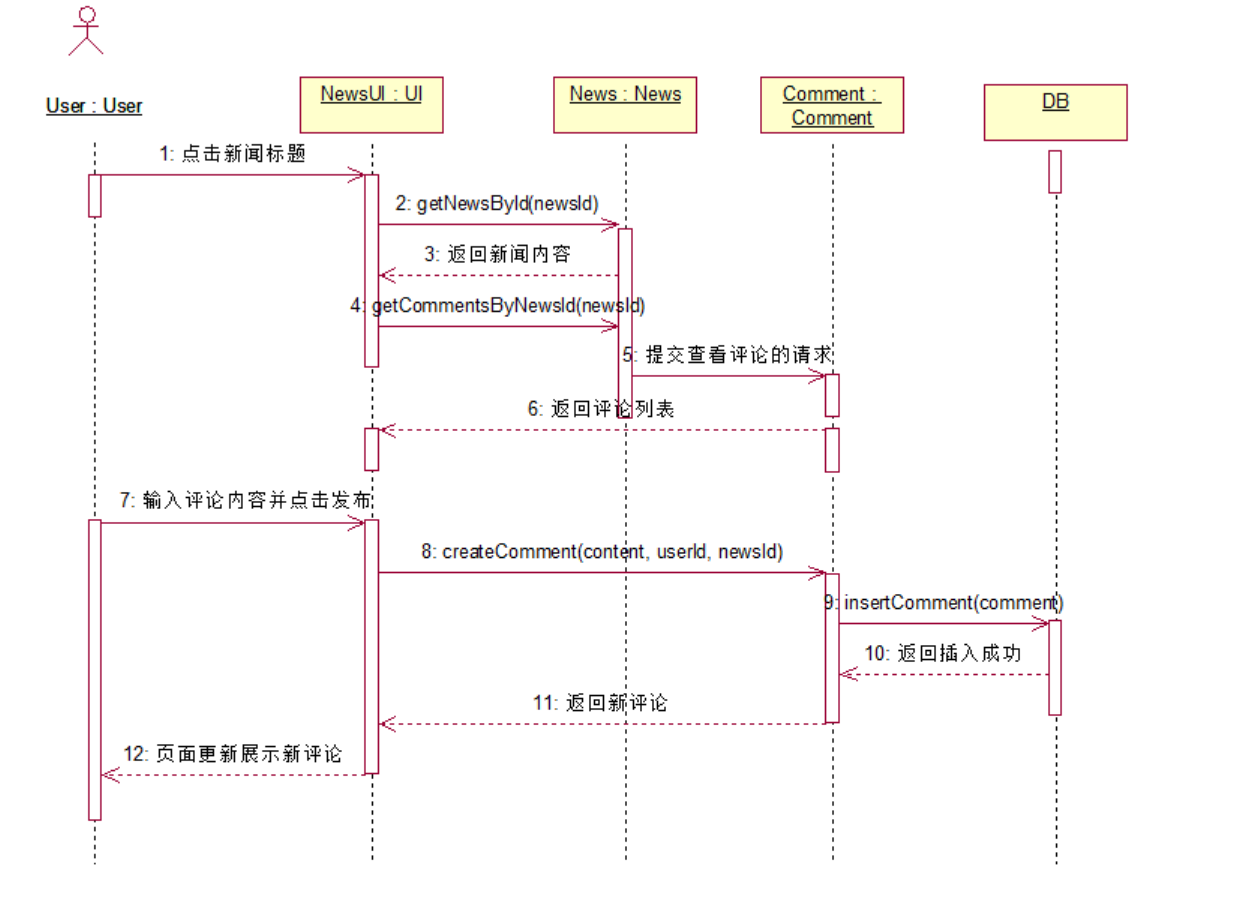 User : User
NewsUI : UI
News : News
Comment :
Comment
DB
1: 点击新闻标题
2: getNewsById(newsId)
3: 返回新闻内容
4: getCommentsByNewsId(newsId)
5: 提交查看评论的请求
6: 返回评论列表
7: 输入评论内容并点击发布
8: createComment(content, userId, newsId)
9: insertComment(comment)
10: 返回插入成功
11: 返回新评论
12: 页面更新展示新评论